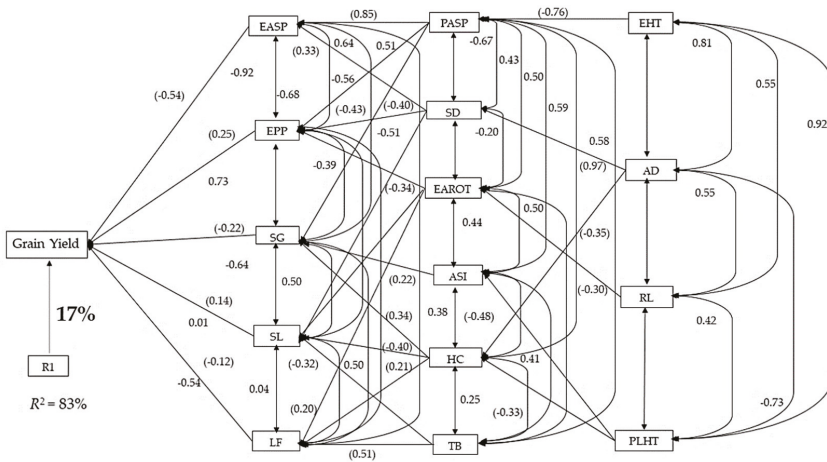 EASP (0.85) PASP (-0.76) EHT
(0.33) 0.64 0.51 -0.67 0.43 0.81
-0.92 -0.56 0.50 0.55
(-0.54) -0.68 (-0.43) (-0.40) SD 0.59 0.92
(0.25) EPP -0.51 -0.20 0.58
-0.39 (0.97) AD
0.73 (-0.34) EAROT 0.50 0.55
Grain Yield (-0.22) SG 0.44 (-0.35)
-0.64 0.50 (0.22) ASI (-0.30) RL
17% (0.14) (0.34) 0.38 (-0.48) 0.42
0.01 SL (-0.40) HC 0.41
R1 (-0.12) (-0.32) 0.50 (0.21)
R² = 83% -0.54 0.04 0.25 (-0.33) -0.73
(0.20)
LF (0.51) TB PLHT